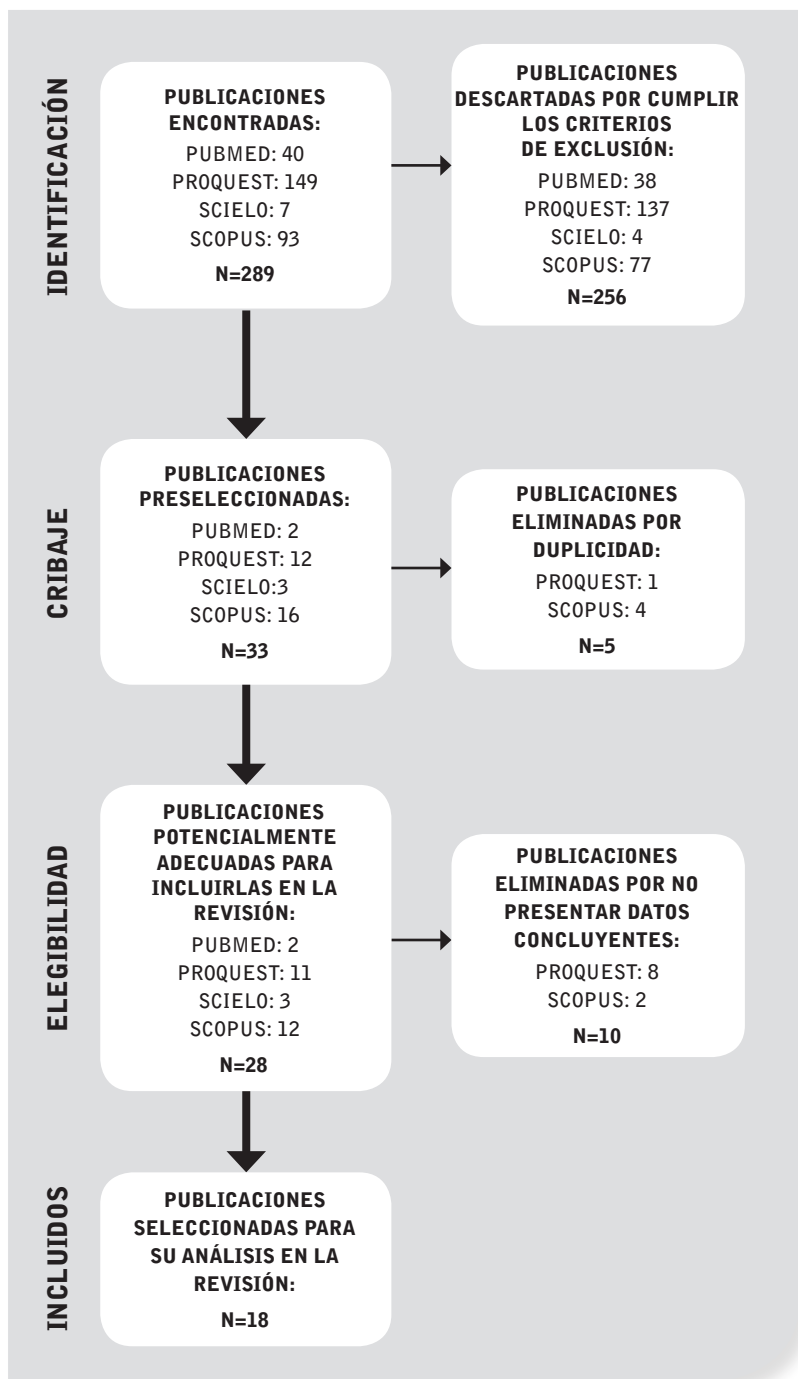 IDENTIFICACIÓN
PUBLICACIONES
ENCONTRADAS:
PUBMED: 40
PROQUEST: 149
SCIELO: 7
SCOPUS: 93
N=289
PUBLICACIONES
DESCARTADAS POR CUMPLIR
LOS CRITERIOS
DE EXCLUSIÓN:
PUBMED: 38
PROQUEST: 137
SCIELO: 4
SCOPUS: 77
N=256
CRIBAJE
PUBLICACIONES
PRESELECCIONADAS:
PUBMED: 2
PROQUEST: 12
SCIELO:3
SCOPUS: 16
N=33
PUBLICACIONES
ELIMINADAS POR
DUPLICIDAD:
PROQUEST: 1
SCOPUS: 4
N=5
ELEGIBILIDAD
PUBLICACIONES
POTENCIALMENTE
ADECUADAS PARA
INCLUIRLAS EN LA
REVISIÓN:
PUBMED: 2
PROQUEST: 11
SCIELO: 3
SCOPUS: 12
N=28
PUBLICACIONES
ELIMINADAS POR NO
PRESENTAR DATOS
CONCLUYENTES:
PROQUEST: 8
SCOPUS: 2
N=10
INCLUIDOS
PUBLICACIONES
SELECCIONADAS PARA
SU ANÁLISIS EN LA
REVISIÓN:
N=18